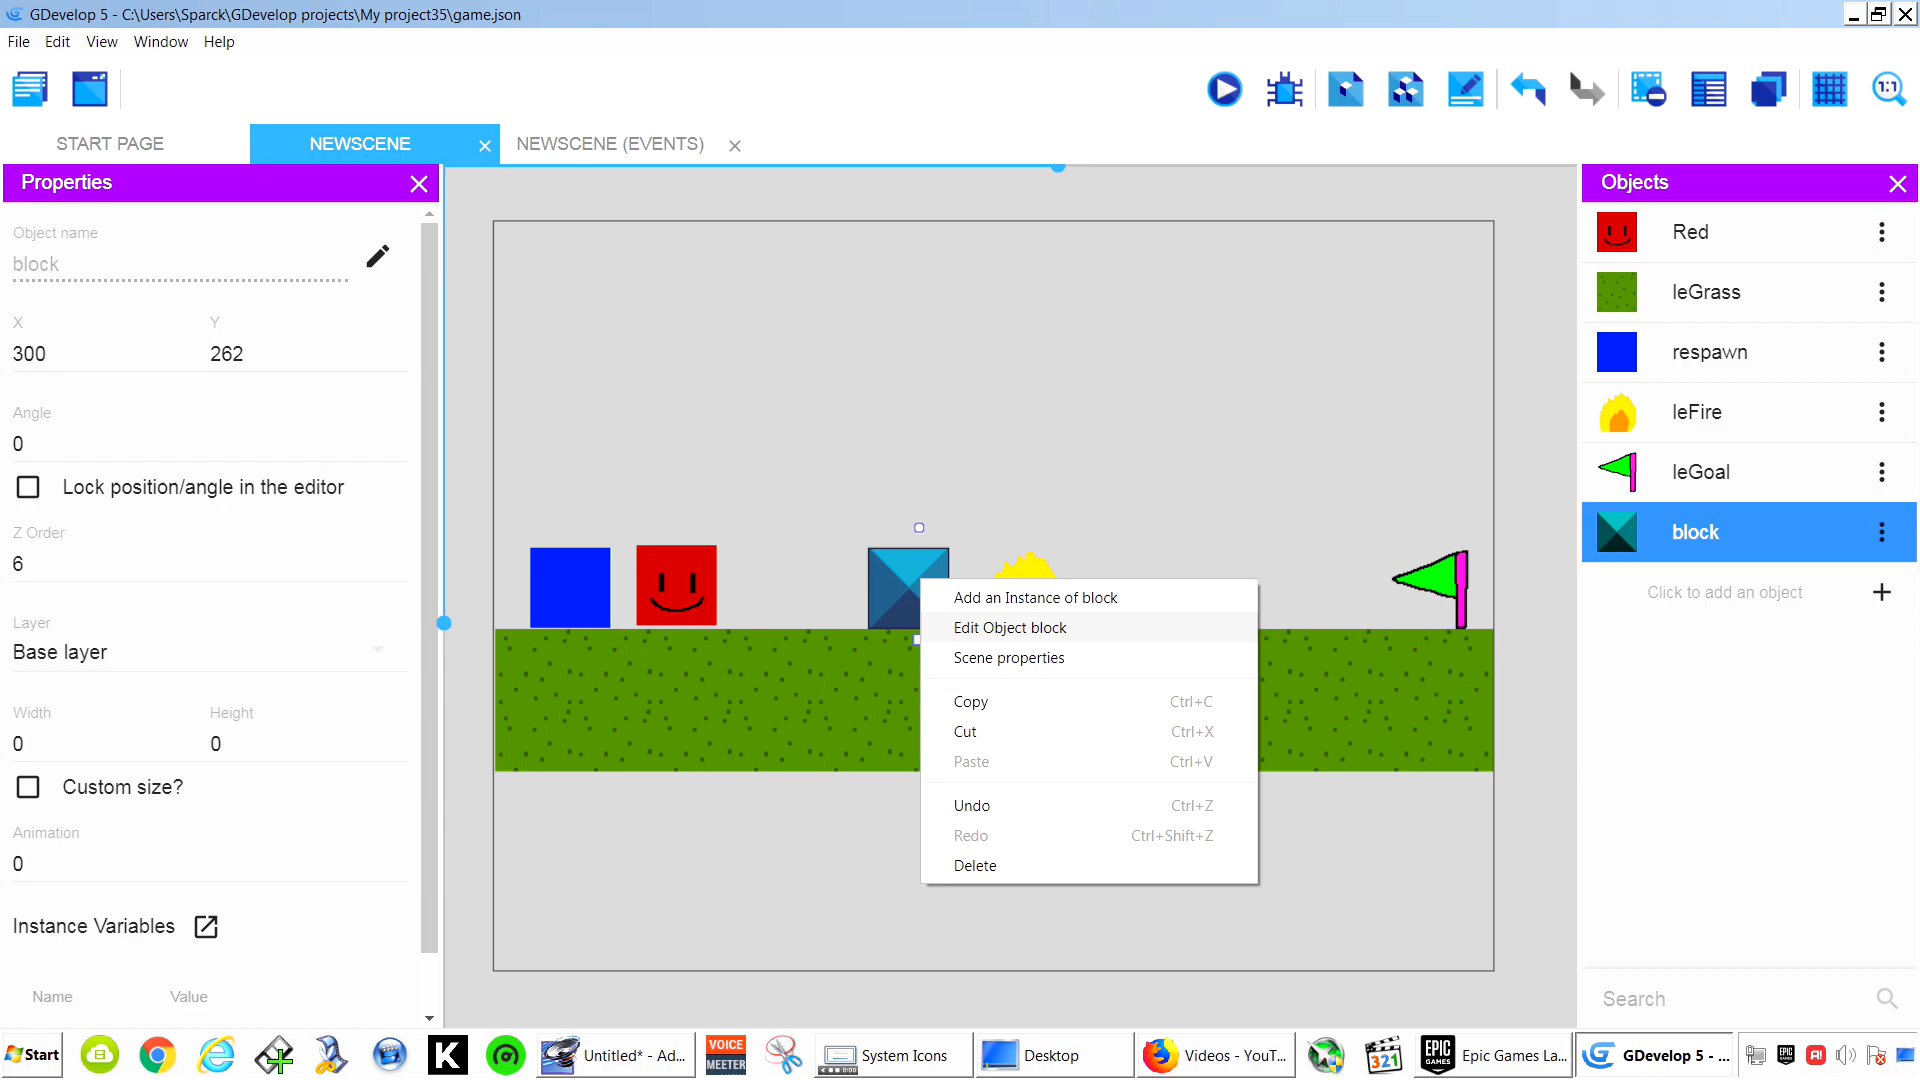 GDevelop 5 - C:\Users\Sparck\GDevelop projects\My project35\game.json
File Edit View Window Help
1:1
START PAGE
NEWSCENE
NEWSCENE (EVENTS)
Properties
Object name
block
X Y
300 262
Angle
0
Lock position/angle in the editor
Z Order
6
Layer
Base layer
Width Height
0 0
Custom size?
Animation
0
Instance Variables
Name Value
Add an Instance of block
Edit Object block
Scene properties
Copy Ctrl+C
Cut Ctrl+X
Paste Ctrl+V
Undo Ctrl+Z
Redo Ctrl+Shift+Z
Delete
Objects
Red
leGrass
respawn
leFire
leGoal
block
Click to add an object
Search
Start
K
Untitled* - Ad...
VOICE
MEETER
System Icons
Desktop
Videos - YouT...
321
EPIC
GAMES
Epic Games La...
GDevelop 5 - ...